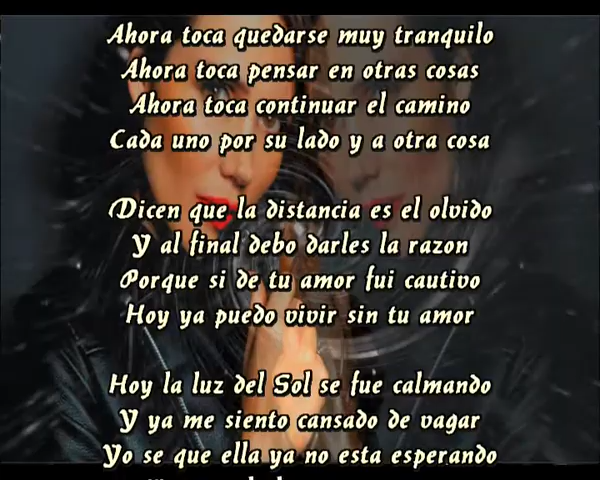 Ahora toca quedarse muy tranquilo
Ahora toca pensar en otras cosas
Ahora toca continuar el camino
Cada uno por su lado y a otra cosa
Dicen que la distancia es el olvido
Y al final debo darles la razon
Porque si de tu amor fui cautivo
Hoy ya puedo vivir sin tu amor
Hoy la luz del Sol se fue calmando
Y ya me siento cansado de vagar
Yo se que ella ya no esta esperando